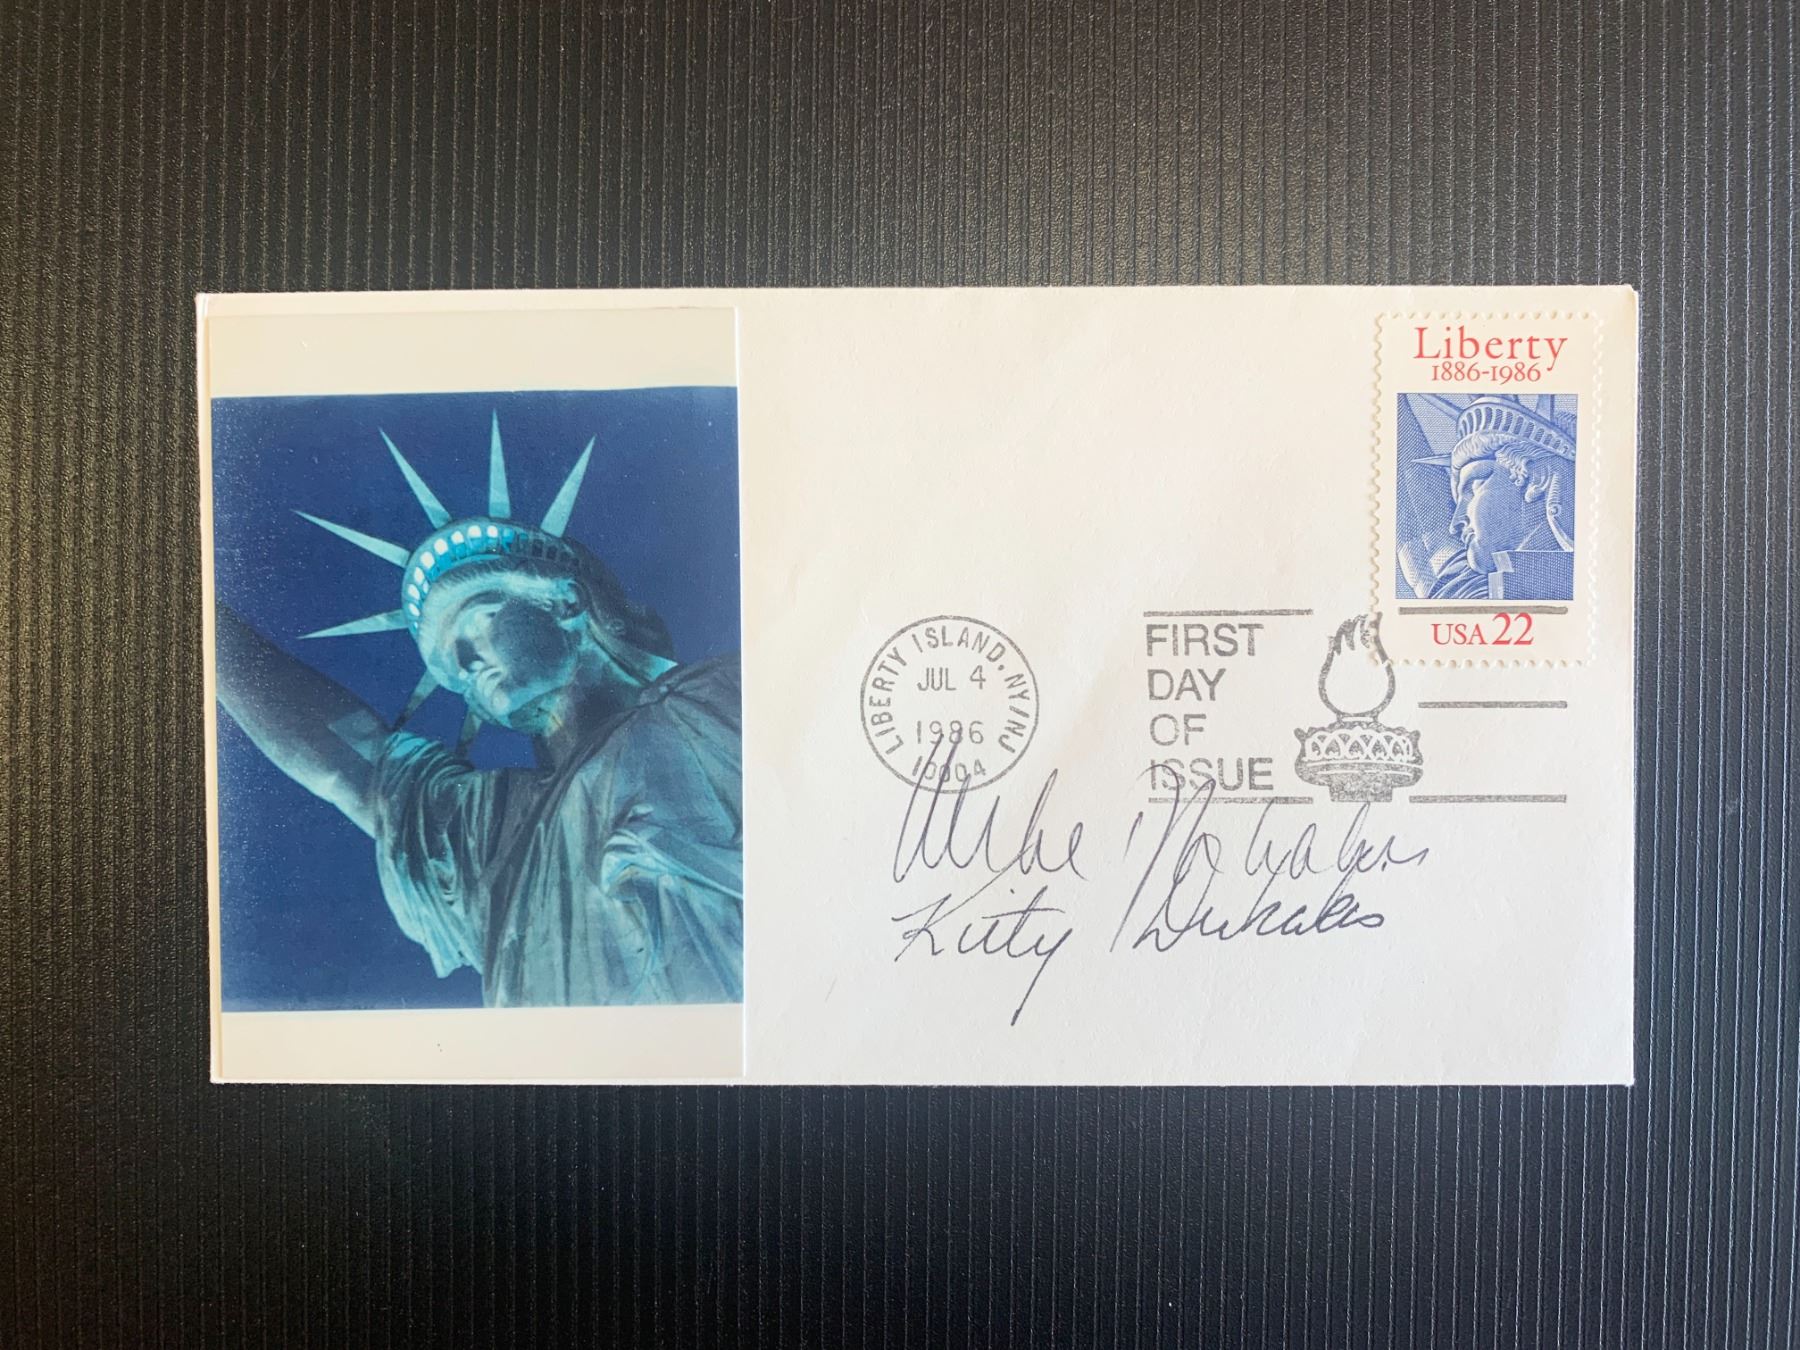 Liberty
1886-1986
USA 22
LIBERTY ISLAND, NY/NJ
JUL 4
1986
10004
FIRST
DAY
OF
ISSUE
Mike Dukakis
Kitty Dukakis